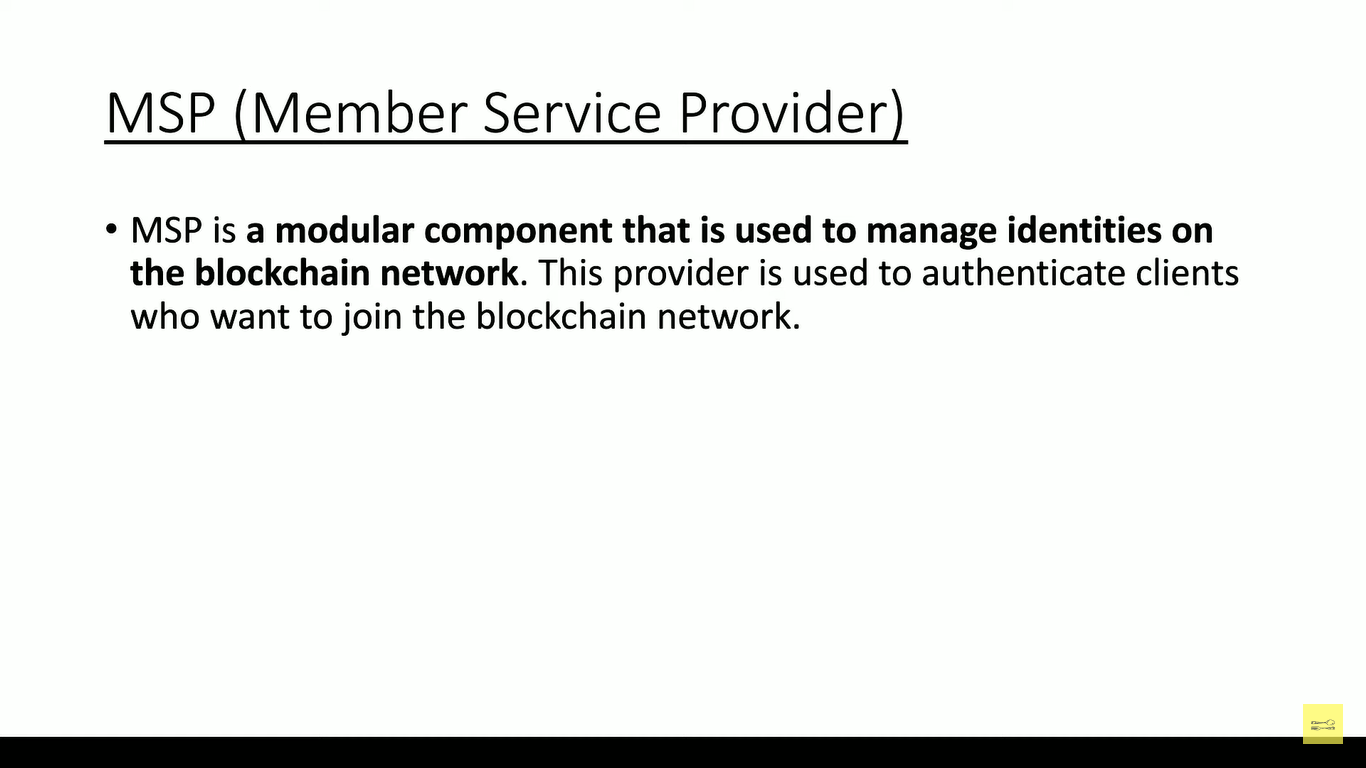 MSP (Member Service Provider)
• MSP is a modular component that is used to manage identities on
the blockchain network. This provider is used to authenticate clients
who want to join the blockchain network.